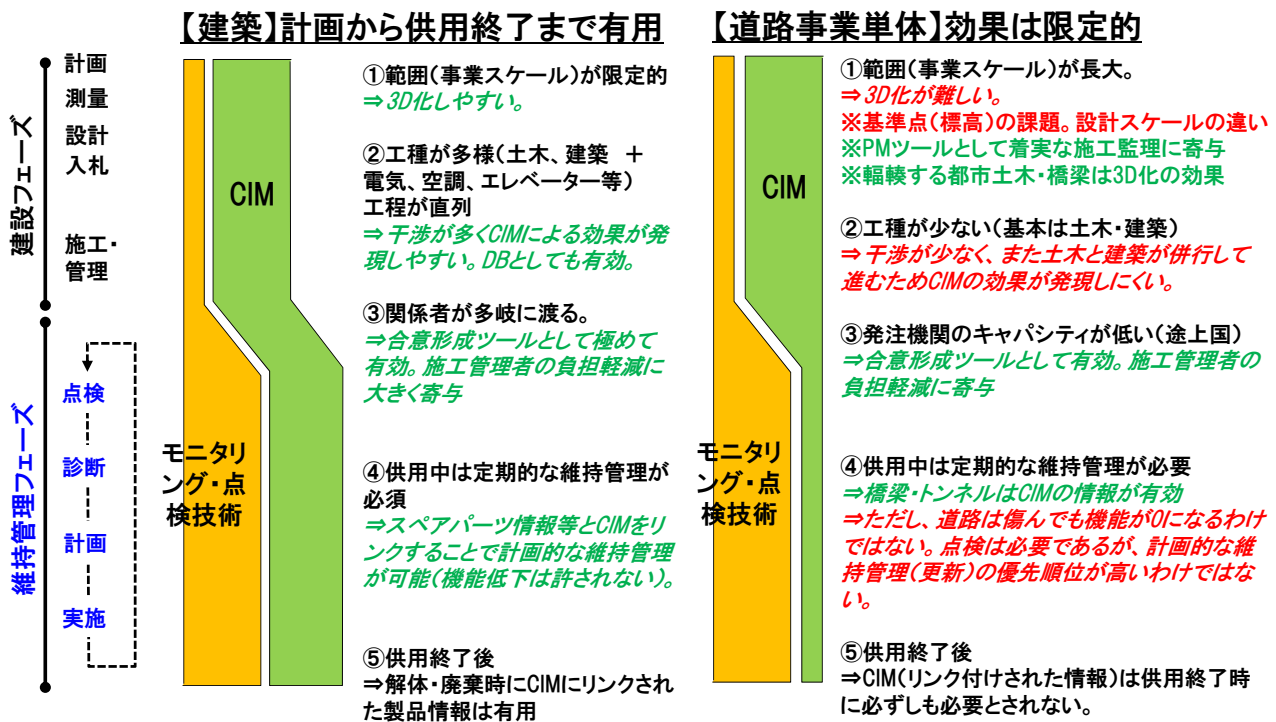 【建築】計画から供用終了まで有用
【道路事業単体】効果は限定的
建設フェーズ
計画
測量
設計
入札
施工・
管理
維持管理フェーズ
点検
診断
計画
実施
CIM
モニタリ
ング・点
検技術
①範囲(事業スケール)が限定的
⇒3D化しやすい。
②工種が多様(土木、建築 +
電気、空調、エレベーター等)
工程が直列
⇒干渉が多くCIMによる効果が発
現しやすい。DBとしても有効。
③関係者が多岐に渡る。
⇒合意形成ツールとして極めて
有効。施工管理者の負担軽減に
大きく寄与
④供用中は定期的な維持管理が
必須
⇒スペアパーツ情報等とCIMをリ
ンクすることで計画的な維持管理
が可能(機能低下は許されない)。
⑤供用終了後
⇒解体・廃棄時にCIMにリンクされ
た製品情報は有用
CIM
モニタリ
ング・点
検技術
①範囲(事業スケール)が長大。
⇒3D化が難しい。
※基準点(標高)の課題。設計スケールの違い
※PMツールとして着実な施工監理に寄与
※輻輳する都市土木・橋梁は3D化の効果
②工種が少ない(基本は土木・建築)
⇒干渉が少なく、また土木と建築が併行して
進むためCIMの効果が発現しにくい。
③発注機関のキャパシティが低い(途上国)
⇒合意形成ツールとして有効。施工管理者の
負担軽減に寄与
④供用中は定期的な維持管理が必要
⇒橋梁・トンネルはCIMの情報が有効
⇒ただし、道路は傷んでも機能が0になるわけ
ではない。点検は必要であるが、計画的な維
持管理(更新)の優先順位が高いわけではな
い。
⑤供用終了後
⇒CIM(リンク付けされた情報)は供用終了時
に必ずしも必要とされない。